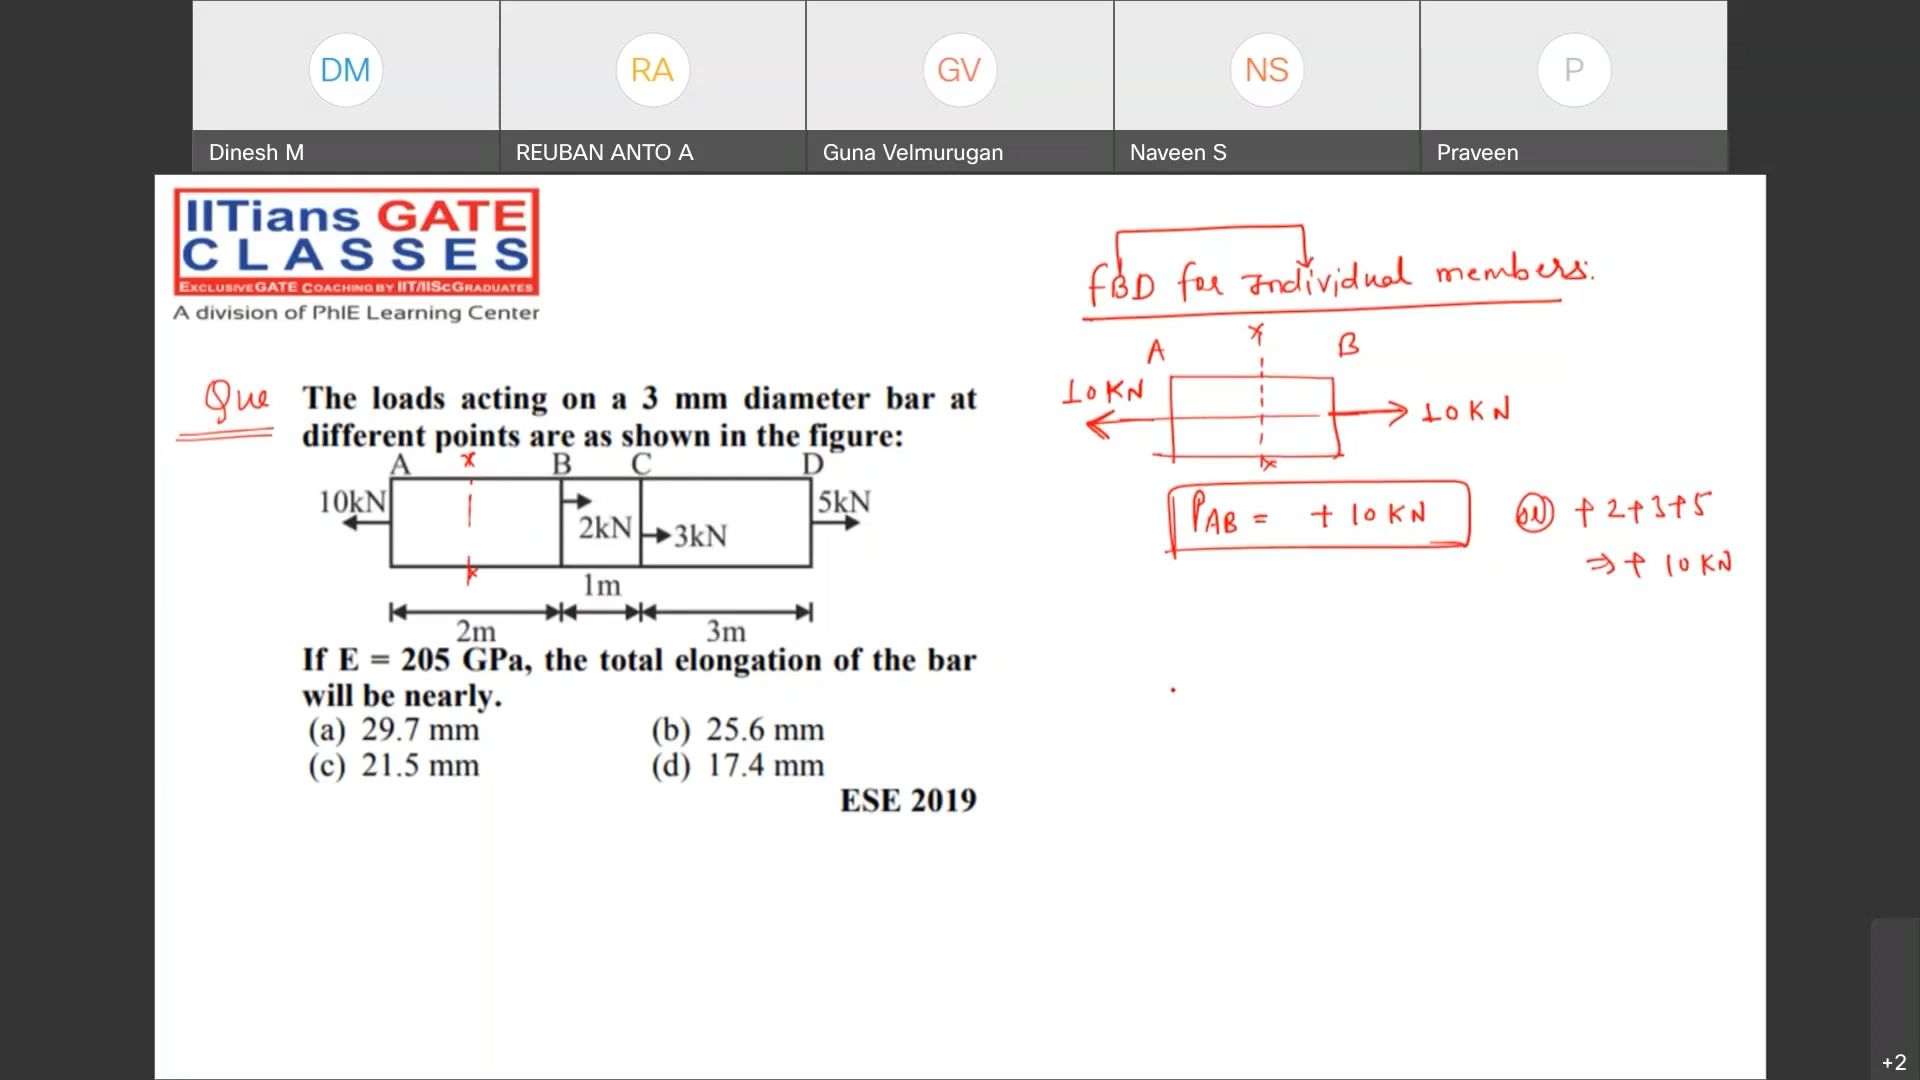 DM
RA
GV
NS
P
Dinesh M
REUBAN ANTO A
Guna Velmurugan
Naveen S
Praveen
IITians GATE
CLASSES
EXCLUSIVE GATE COACHING BY IIT/IISc GRADUATES
A division of PhIE Learning Center
Que
The loads acting on a 3 mm diameter bar at
different points are as shown in the figure:
A x B C D
10kN 5kN
2kN 3kN
x
1m
2m 3m
If E = 205 GPa, the total elongation of the bar
will be nearly.
(a) 29.7 mm (b) 25.6 mm
(c) 21.5 mm (d) 17.4 mm
ESE 2019
FBD for Individual members:
A x B
10 KN 10 KN
x
PAB = + 10 KN + 2+3+5
⇒ + 10 KN
+2